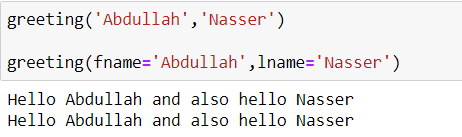 greeting('Abdullah','Nasser')
greeting(fname='Abdullah',lname='Nasser')
Hello Abdullah and also hello Nasser
Hello Abdullah and also hello Nasser